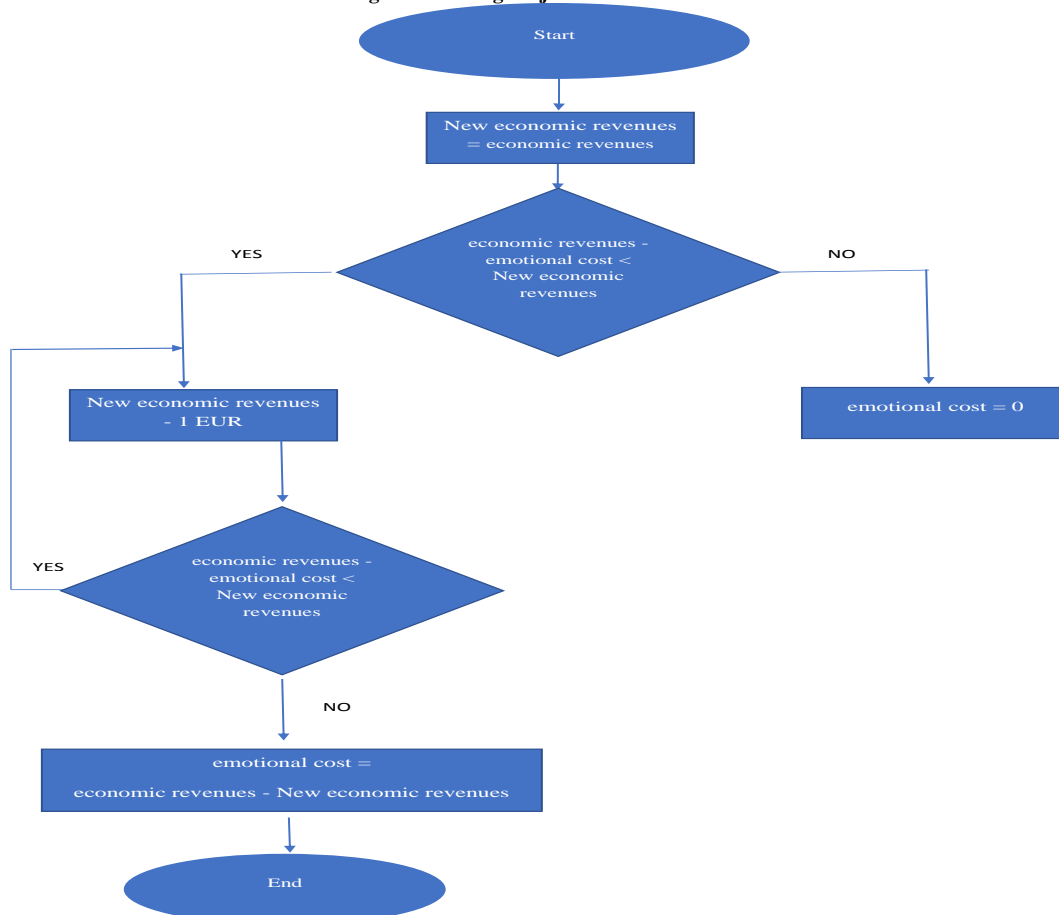 Start
New economic revenues
= economic revenues
economic revenues -
emotional cost <
New economic
revenues
YES
NO
New economic revenues
- 1 EUR
emotional cost = 0
economic revenues -
emotional cost <
New economic
revenues
YES
NO
emotional cost =
economic revenues - New economic revenues
End